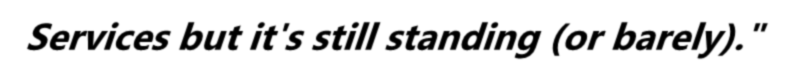 Services but it's still standing (or barely)."